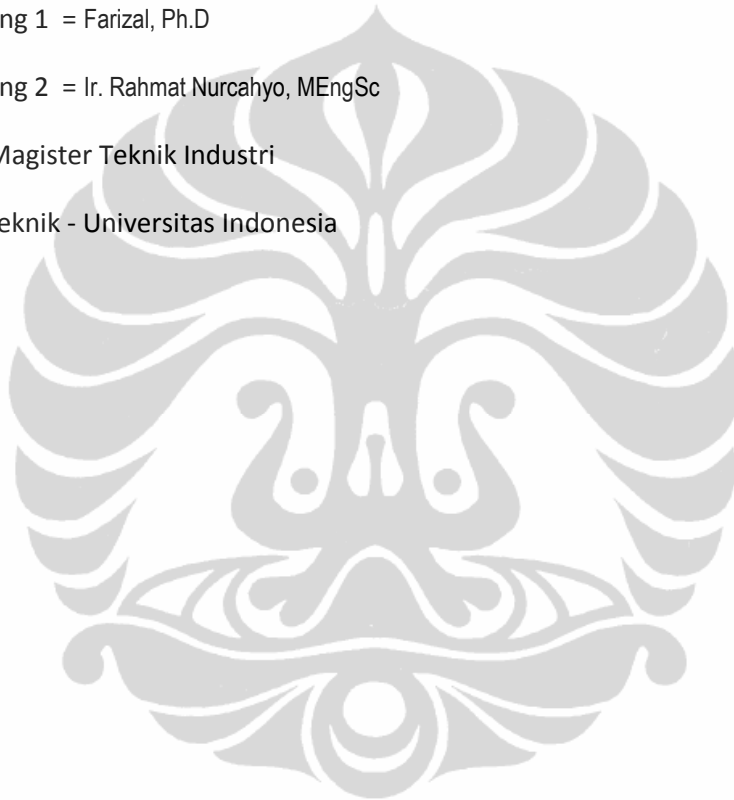 ng 1 = Farizal, Ph.D
ng 2 = Ir. Rahmat Nurcahyo, MEngSc
Magister Teknik Industri
eknik - Universitas Indonesia